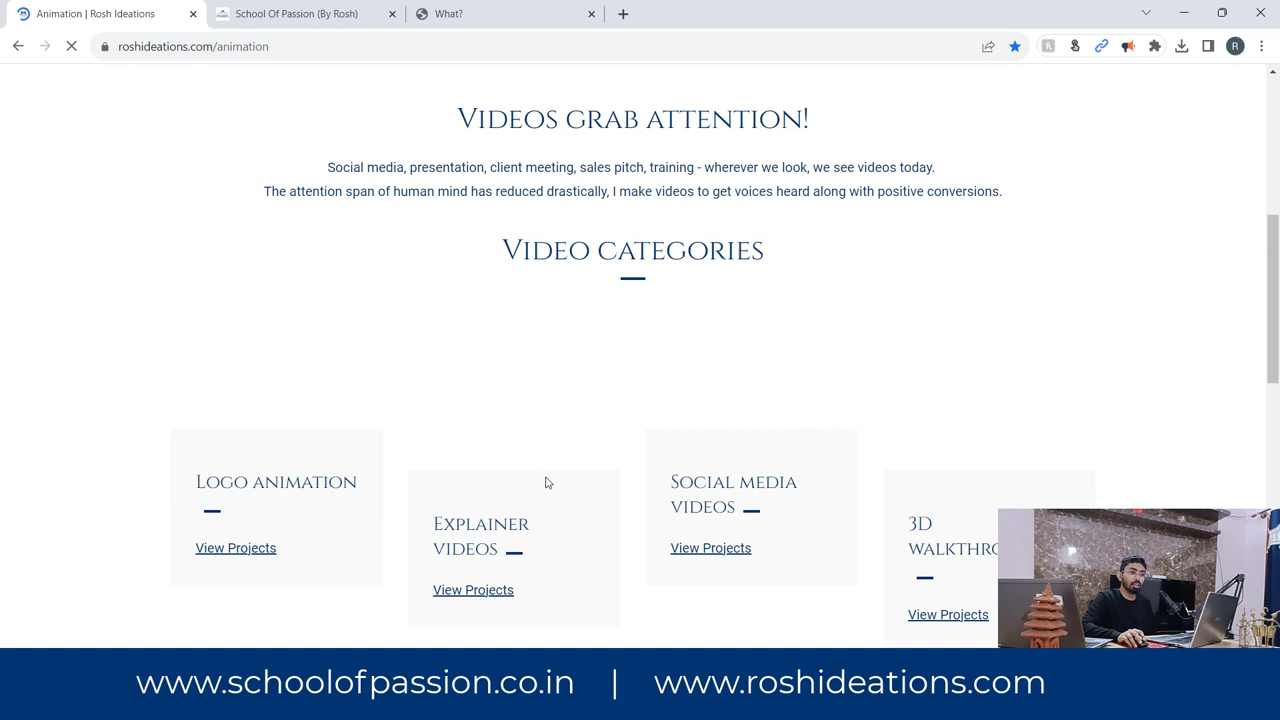 Animation | Rosh Ideations
School Of Passion (By Rosh)
What?
roshideations.com/animation
R
Videos grab attention!
Social media, presentation, client meeting, sales pitch, training - wherever we look, we see videos today.
The attention span of human mind has reduced drastically, I make videos to get voices heard along with positive conversions.
Video categories
Logo animation
View Projects
Explainer
videos
View Projects
Social media
videos
View Projects
3D
View Projects
www.schoolofpassion.co.in | www.roshideations.com